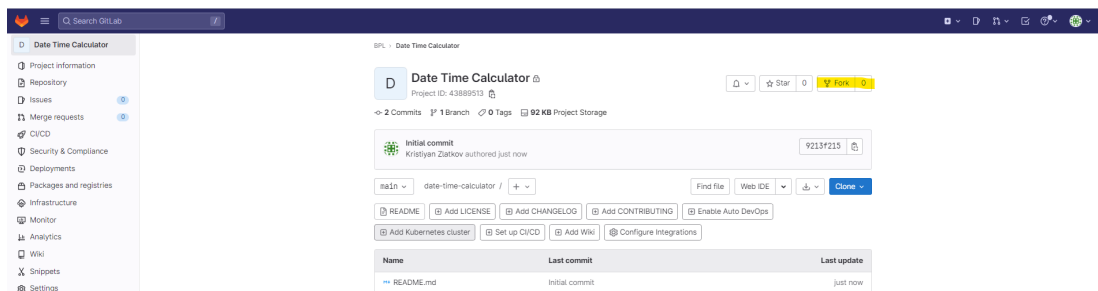 Search GitLab /
D Date Time Calculator
Project information
Repository
Issues 0
Merge requests 0
CI/CD
Security & Compliance
Deployments
Packages and registries
Infrastructure
Monitor
Analytics
Wiki
Snippets
Settings
BPL › Date Time Calculator
D Date Time Calculator
Project ID: 43889513
Star 0 Fork 0
2 Commits 1 Branch 0 Tags 92 KB Project Storage
Initial commit
Kristiyan Zlatkov authored just now
9213f215
main date-time-calculator / +
Find file Web IDE Clone
README Add LICENSE Add CHANGELOG Add CONTRIBUTING Enable Auto DevOps
Add Kubernetes cluster Set up CI/CD Add Wiki Configure Integrations
Name Last commit Last update
README.md Initial commit just now